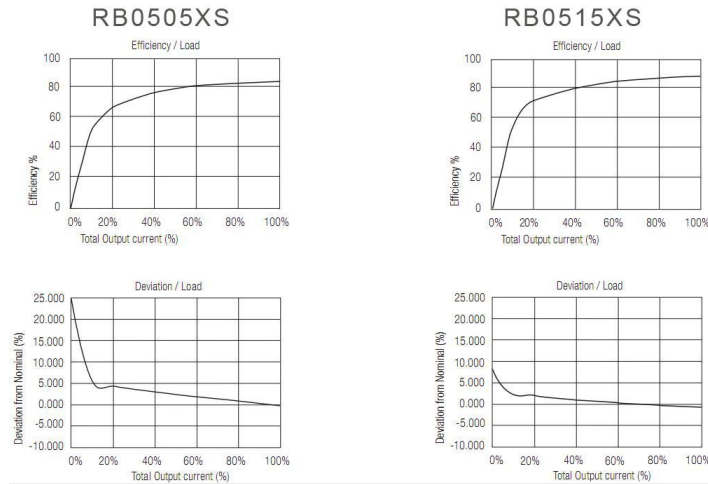 RB0505XS
RB0515XS
Efficiency / Load
Efficiency %
100
80
60
40
20
0
0% 20% 40% 60% 80% 100%
Total Output current (%)
Efficiency / Load
Efficiency %
100
80
60
40
20
0
0% 20% 40% 60% 80% 100%
Total Output current (%)
Deviation / Load
Deviation from Nominal (%)
25.000
20.000
15.000
10.000
5.000
0.000
-5.000
-10.000
0% 20% 40% 60% 80% 100%
Total Output current (%)
Deviation / Load
Deviation from Nominal (%)
25.000
20.000
15.000
10.000
5.000
0.000
-5.000
-10.000
0% 20% 40% 60% 80% 100%
Total Output current (%)